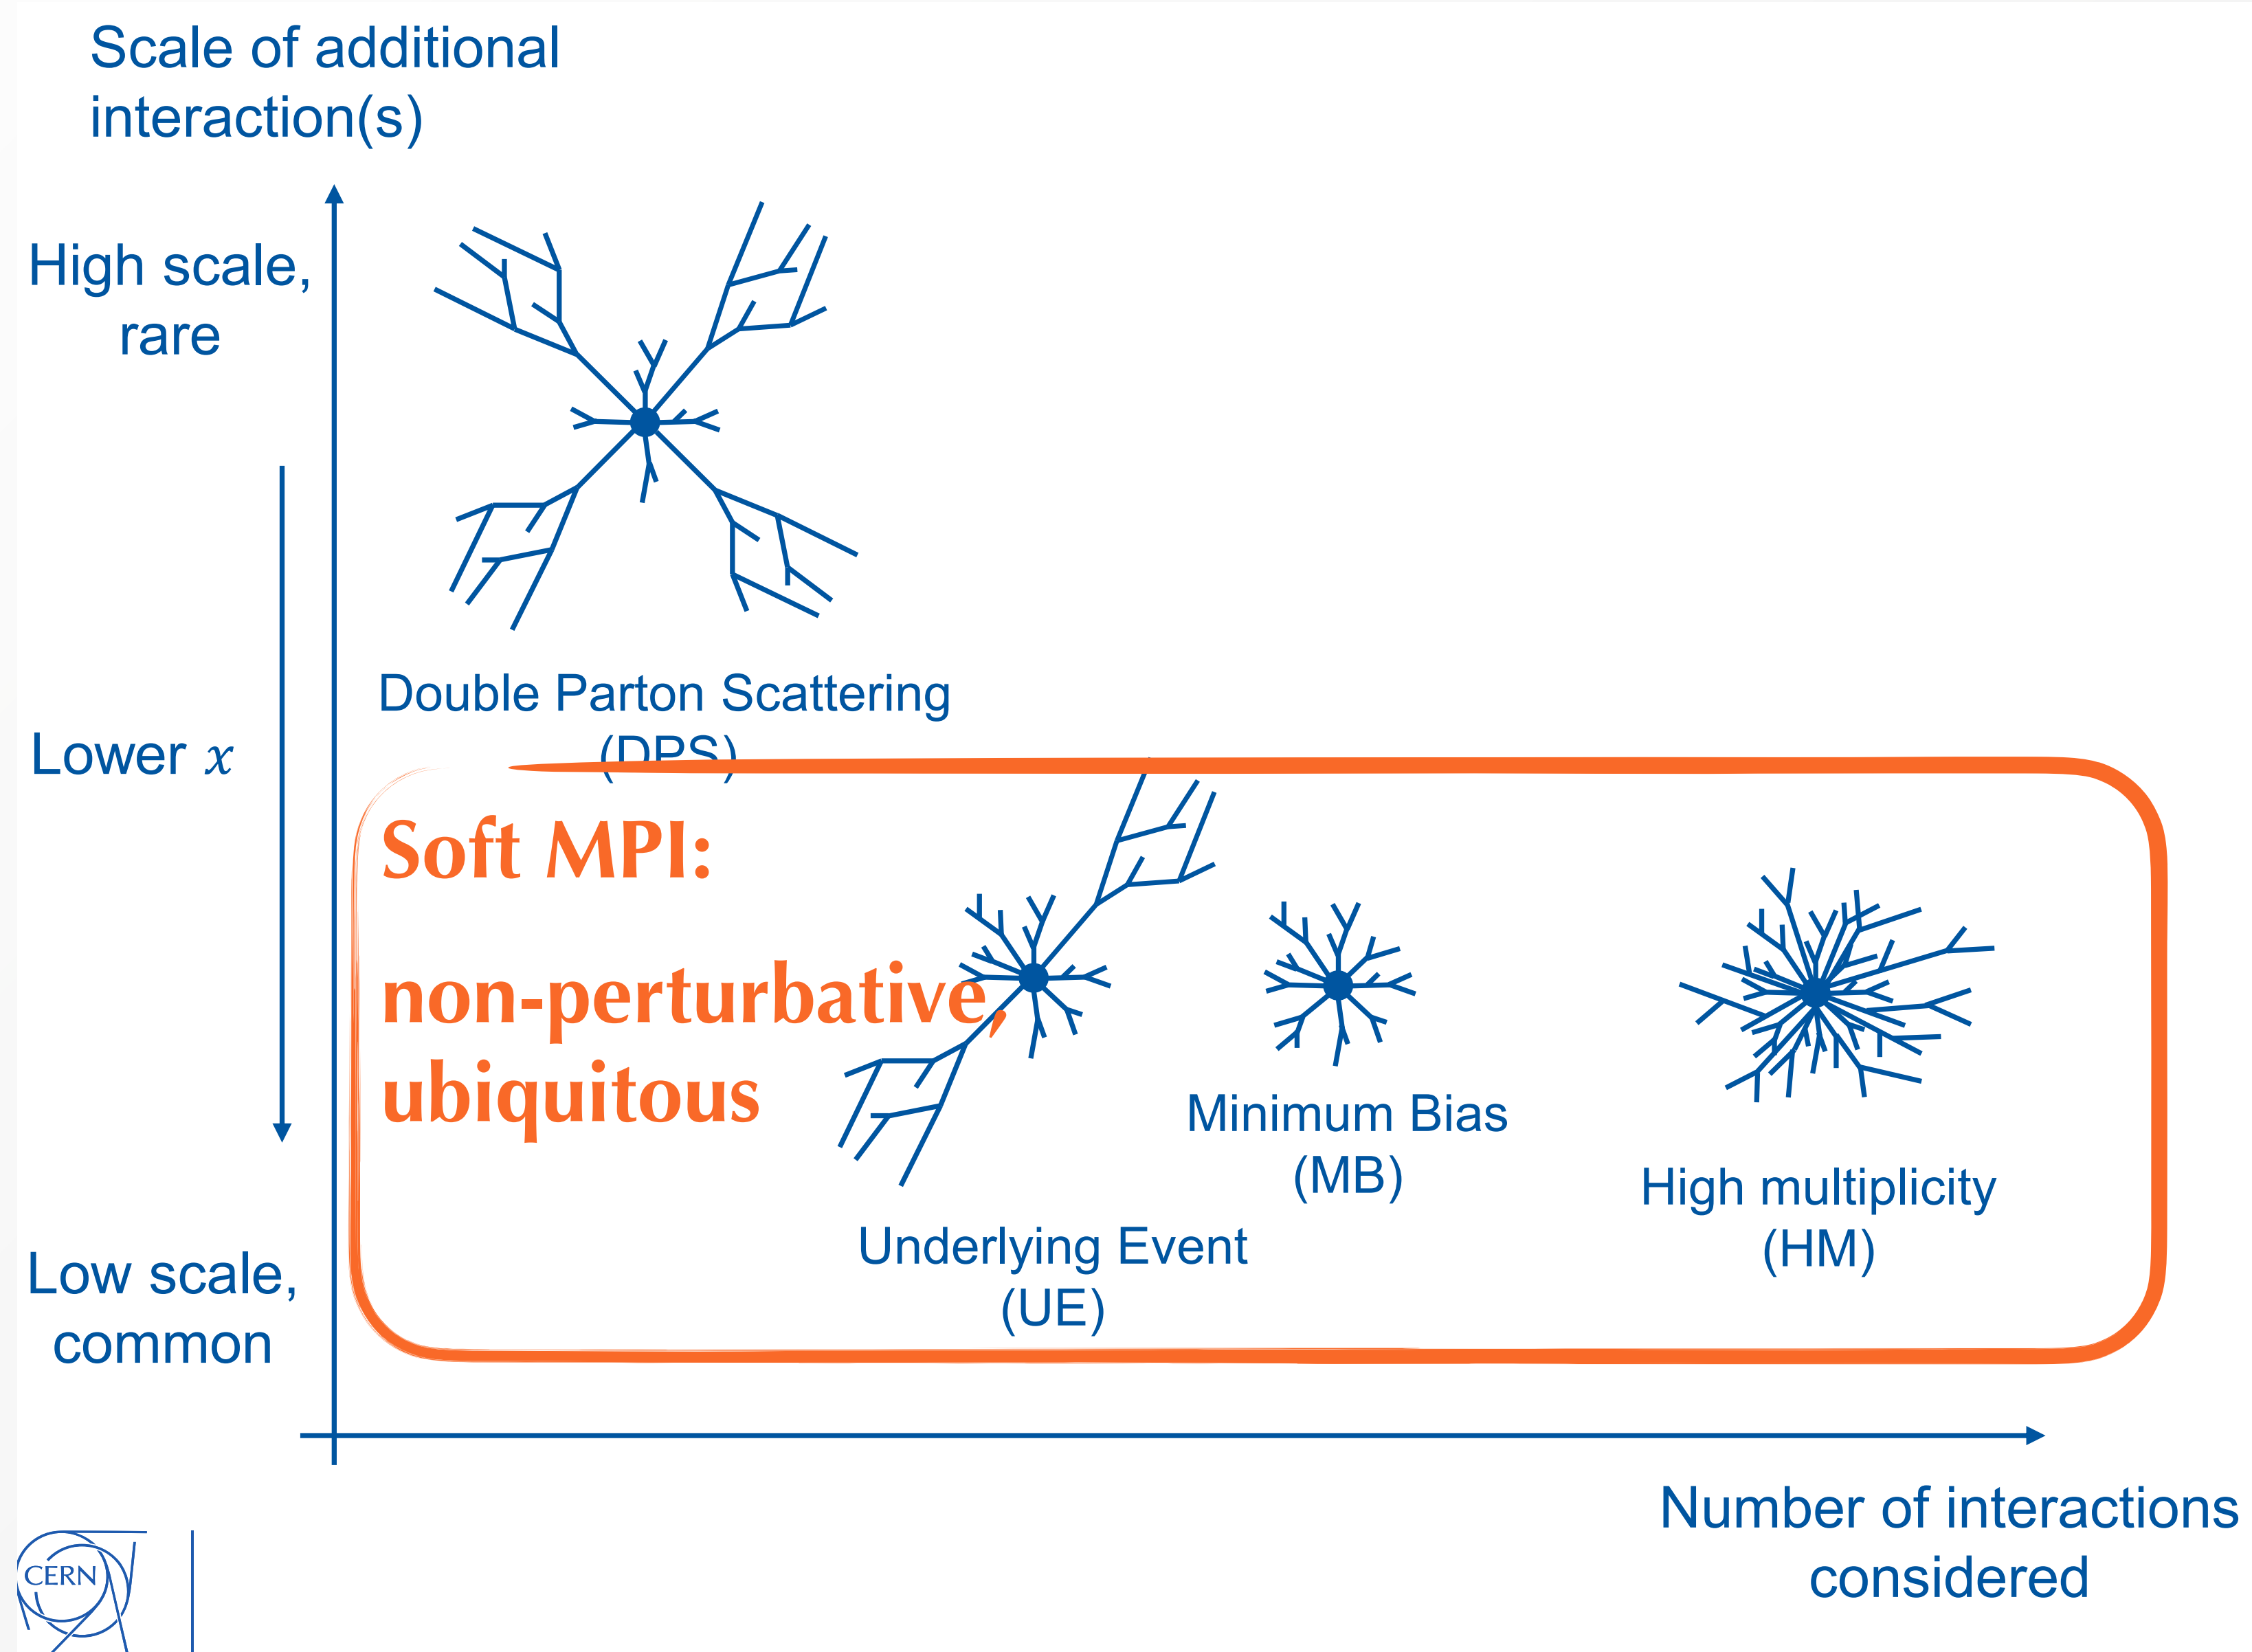 Scale of additional
interaction(s)
High scale,
rare
Double Parton Scattering
(DPS)
Lower x
Soft MPI:
non-perturbative,
ubiquitous
Minimum Bias
(MB)
High multiplicity
(HM)
Underlying Event
(UE)
Low scale,
common
Number of interactions
considered
CERN